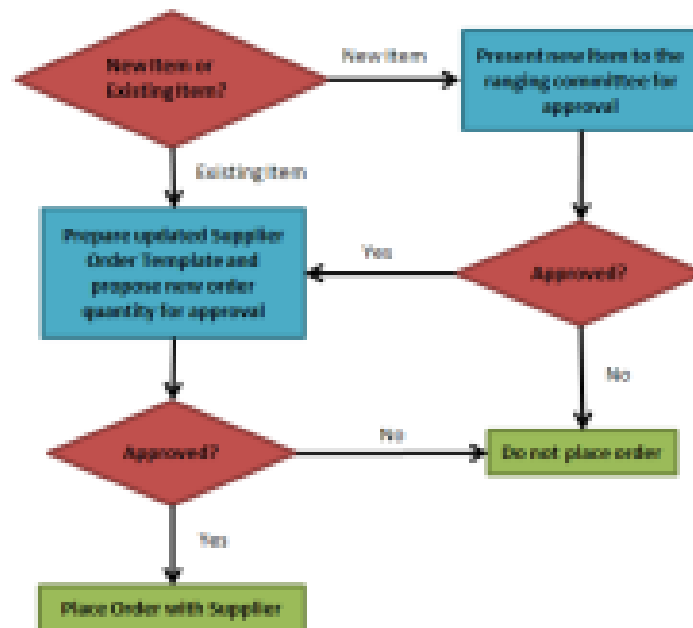 New Item or
Existing Item?
New Item
Present new item to the
ranging committee for
approval
Existing Item
Prepare updated Supplier
Order Template and
propose new order
quantity for approval
Yes
Approved?
No
Approved?
No
Do not place order
Yes
Place Order with Supplier